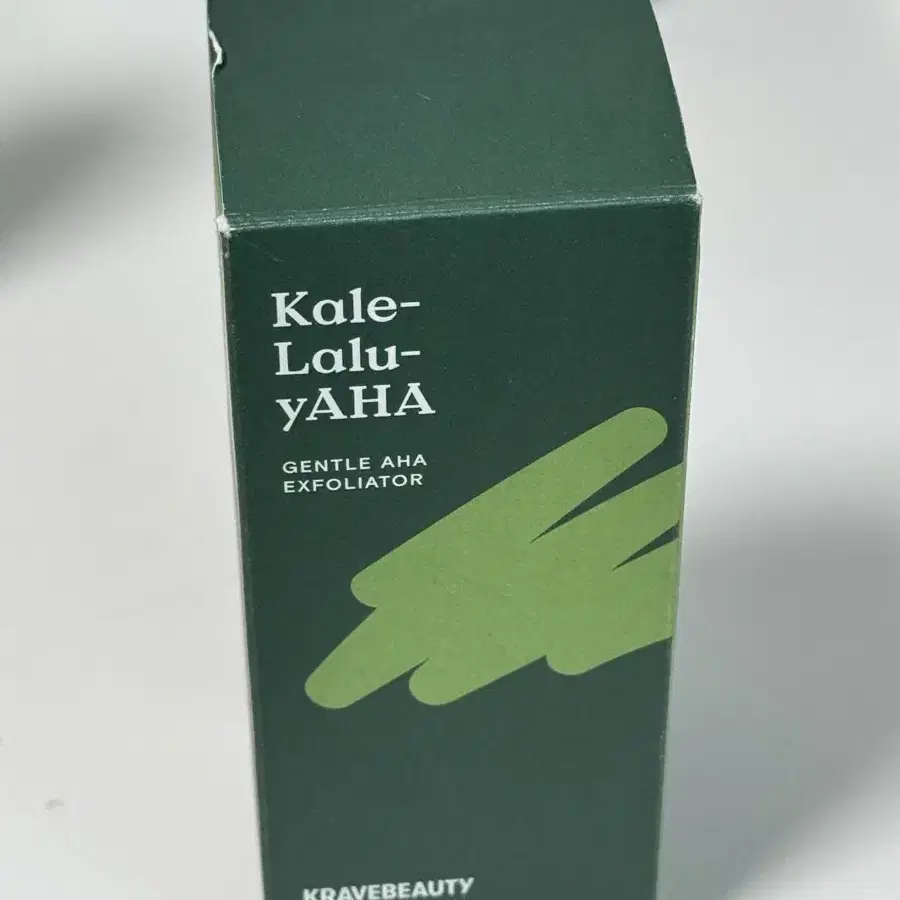 Kale-
Lalu-
yAHA
GENTLE AHA
EXFOLIATOR
KRAVEBEAUTY